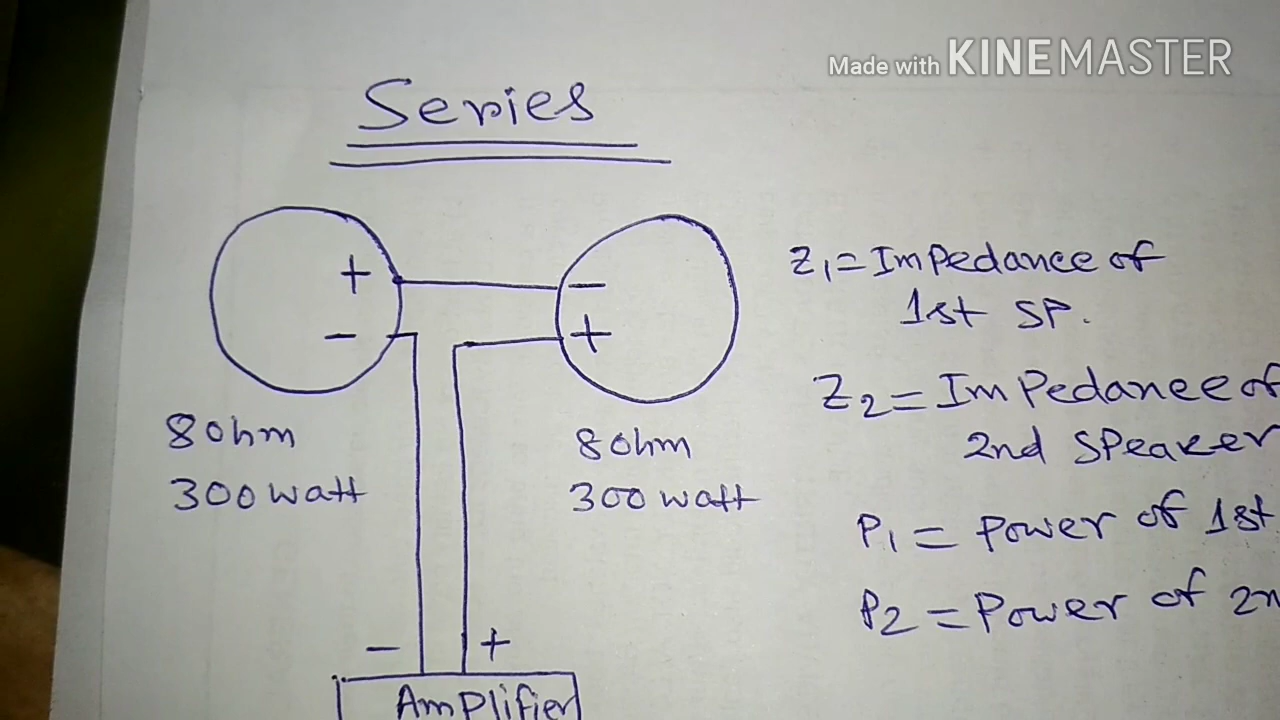 Made with KINEMASTER
Series
+
−
−
+
8 ohm
300 watt
8 ohm
300 watt
Z1 = Impedance of
1st SP.
Z2 = Impedance of
2nd Speaker
P1 = Power of 1st
P2 = Power of 2n
− +
Amplifier